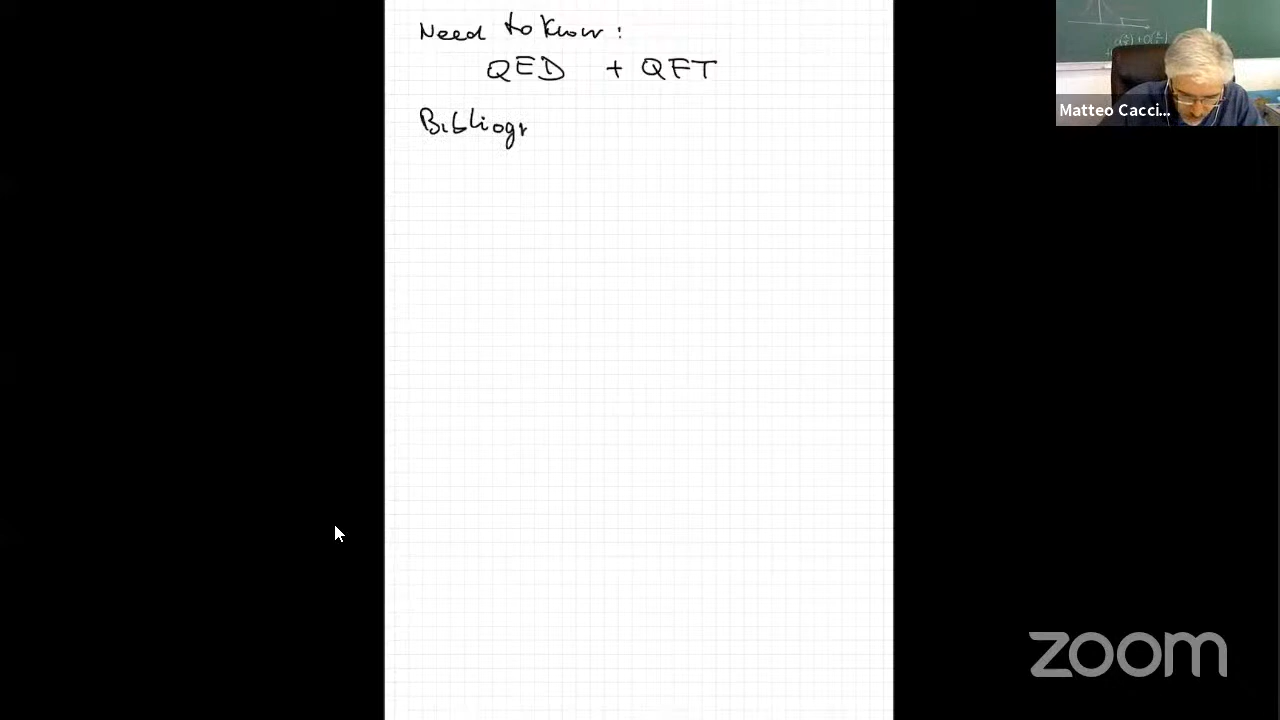 Need to know:
QED + QFT
Bibliogr
Matteo Cacci...
zoom